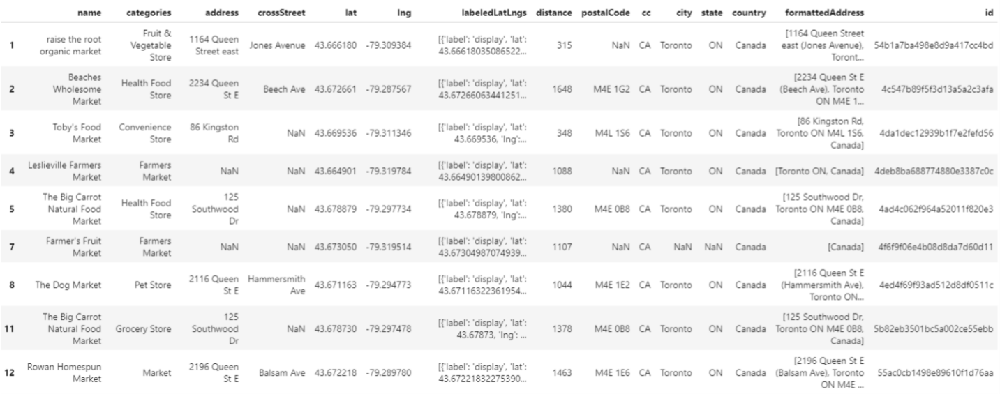 name categories address crossStreet lat lng labeledLatLngs distance postalCode cc city state country formattedAddress id
1 raise the root organic market Fruit & Vegetable Store 1164 Queen Street east Jones Avenue 43.666180 -79.309384 [{'label': 'display', 'lat': 43.66618035086522... 315 NaN CA Toronto ON Canada [1164 Queen Street east (Jones Avenue), Toront... 54b1a7ba498e8d9a417cc4bd
2 Beaches Wholesome Market Health Food Store 2234 Queen St E Beech Ave 43.672661 -79.287567 [{'label': 'display', 'lat': 43.67266063441251... 1648 M4E 1G2 CA Toronto ON Canada [2234 Queen St E (Beech Ave), Toronto ON M4E 1... 4c547b89f5f3d13a5a2c3afa
3 Toby's Food Market Convenience Store 86 Kingston Rd NaN 43.669536 -79.311346 [{'label': 'display', 'lat': 43.669536, 'lng':... 348 M4L 1S6 CA Toronto ON Canada [86 Kingston Rd, Toronto ON M4L 1S6, Canada] 4da1dec12939b1f7e2fefd56
4 Leslieville Farmers Market Farmers Market NaN NaN 43.664901 -79.319784 [{'label': 'display', 'lat': 43.66490139800862... 1088 NaN CA Toronto ON Canada [Toronto ON, Canada] 4deb8ba688774880e3387c0c
5 The Big Carrot Natural Food Market Health Food Store 125 Southwood Dr NaN 43.678879 -79.297734 [{'label': 'display', 'lat': 43.678879, 'lng':... 1380 M4E 0B8 CA Toronto ON Canada [125 Southwood Dr, Toronto ON M4E 0B8, Canada] 4ad4c062f964a52011f820e3
7 Farmer's Fruit Market Farmers Market NaN NaN 43.673050 -79.319514 [{'label': 'display', 'lat': 43.67304987074939... 1107 NaN CA NaN NaN Canada [Canada] 4f6f9f06e4b08d8da7d60d11
8 The Dog Market Pet Store 2116 Queen St E Hammersmith Ave 43.671163 -79.294773 [{'label': 'display', 'lat': 43.67116322361954... 1044 M4E 1E2 CA Toronto ON Canada [2116 Queen St E (Hammersmith Ave), Toronto ON... 4ed4f69f93ad512d8df0511c
11 The Big Carrot Natural Food Market Grocery Store 125 Southwood Dr NaN 43.678730 -79.297478 [{'label': 'display', 'lat': 43.67873, 'lng': ... 1378 M4E 0B8 CA Toronto ON Canada [125 Southwood Dr, Toronto ON M4E 0B8, Canada] 5b82eb3501bc5a002ce55ebb
12 Rowan Homespun Market Market 2196 Queen St E Balsam Ave 43.672218 -79.289780 [{'label': 'display', 'lat': 43.67221832275390... 1463 M4E 1E6 CA Toronto ON Canada [2196 Queen St E (Balsam Ave), Toronto ON M4E ... 55ac0cb1498e89610f1d76aa